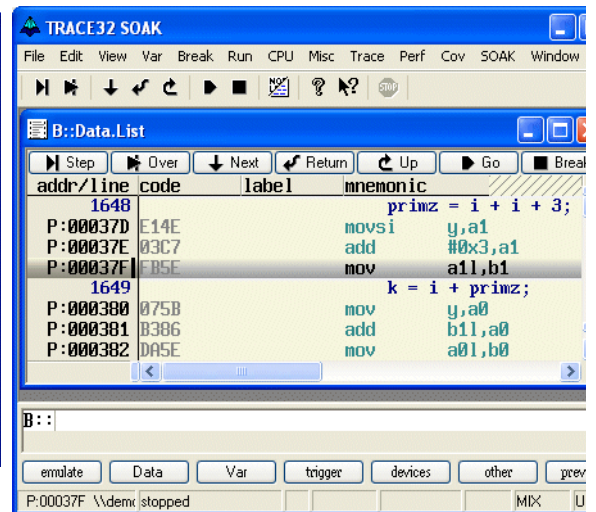 TRACE32 SOAK
File Edit View Var Break Run CPU Misc Trace Perf Cov SOAK Window
STOP
B::Data.List
Step Over Next Return Up Go Break
addr/line code label mnemonic
1648 primz = i + i + 3;
P:00037D E14E movsi y,a1
P:00037E 03C7 add #0x3,a1
P:00037F FB5E mov a1l,b1
1649 k = i + primz;
P:000380 075B mov y,a0
P:000381 B386 add b1l,a0
P:000382 DA5E mov a0l,b0
B::
emulate Data Var trigger devices other prev
P:00037F \\demo stopped MIX U